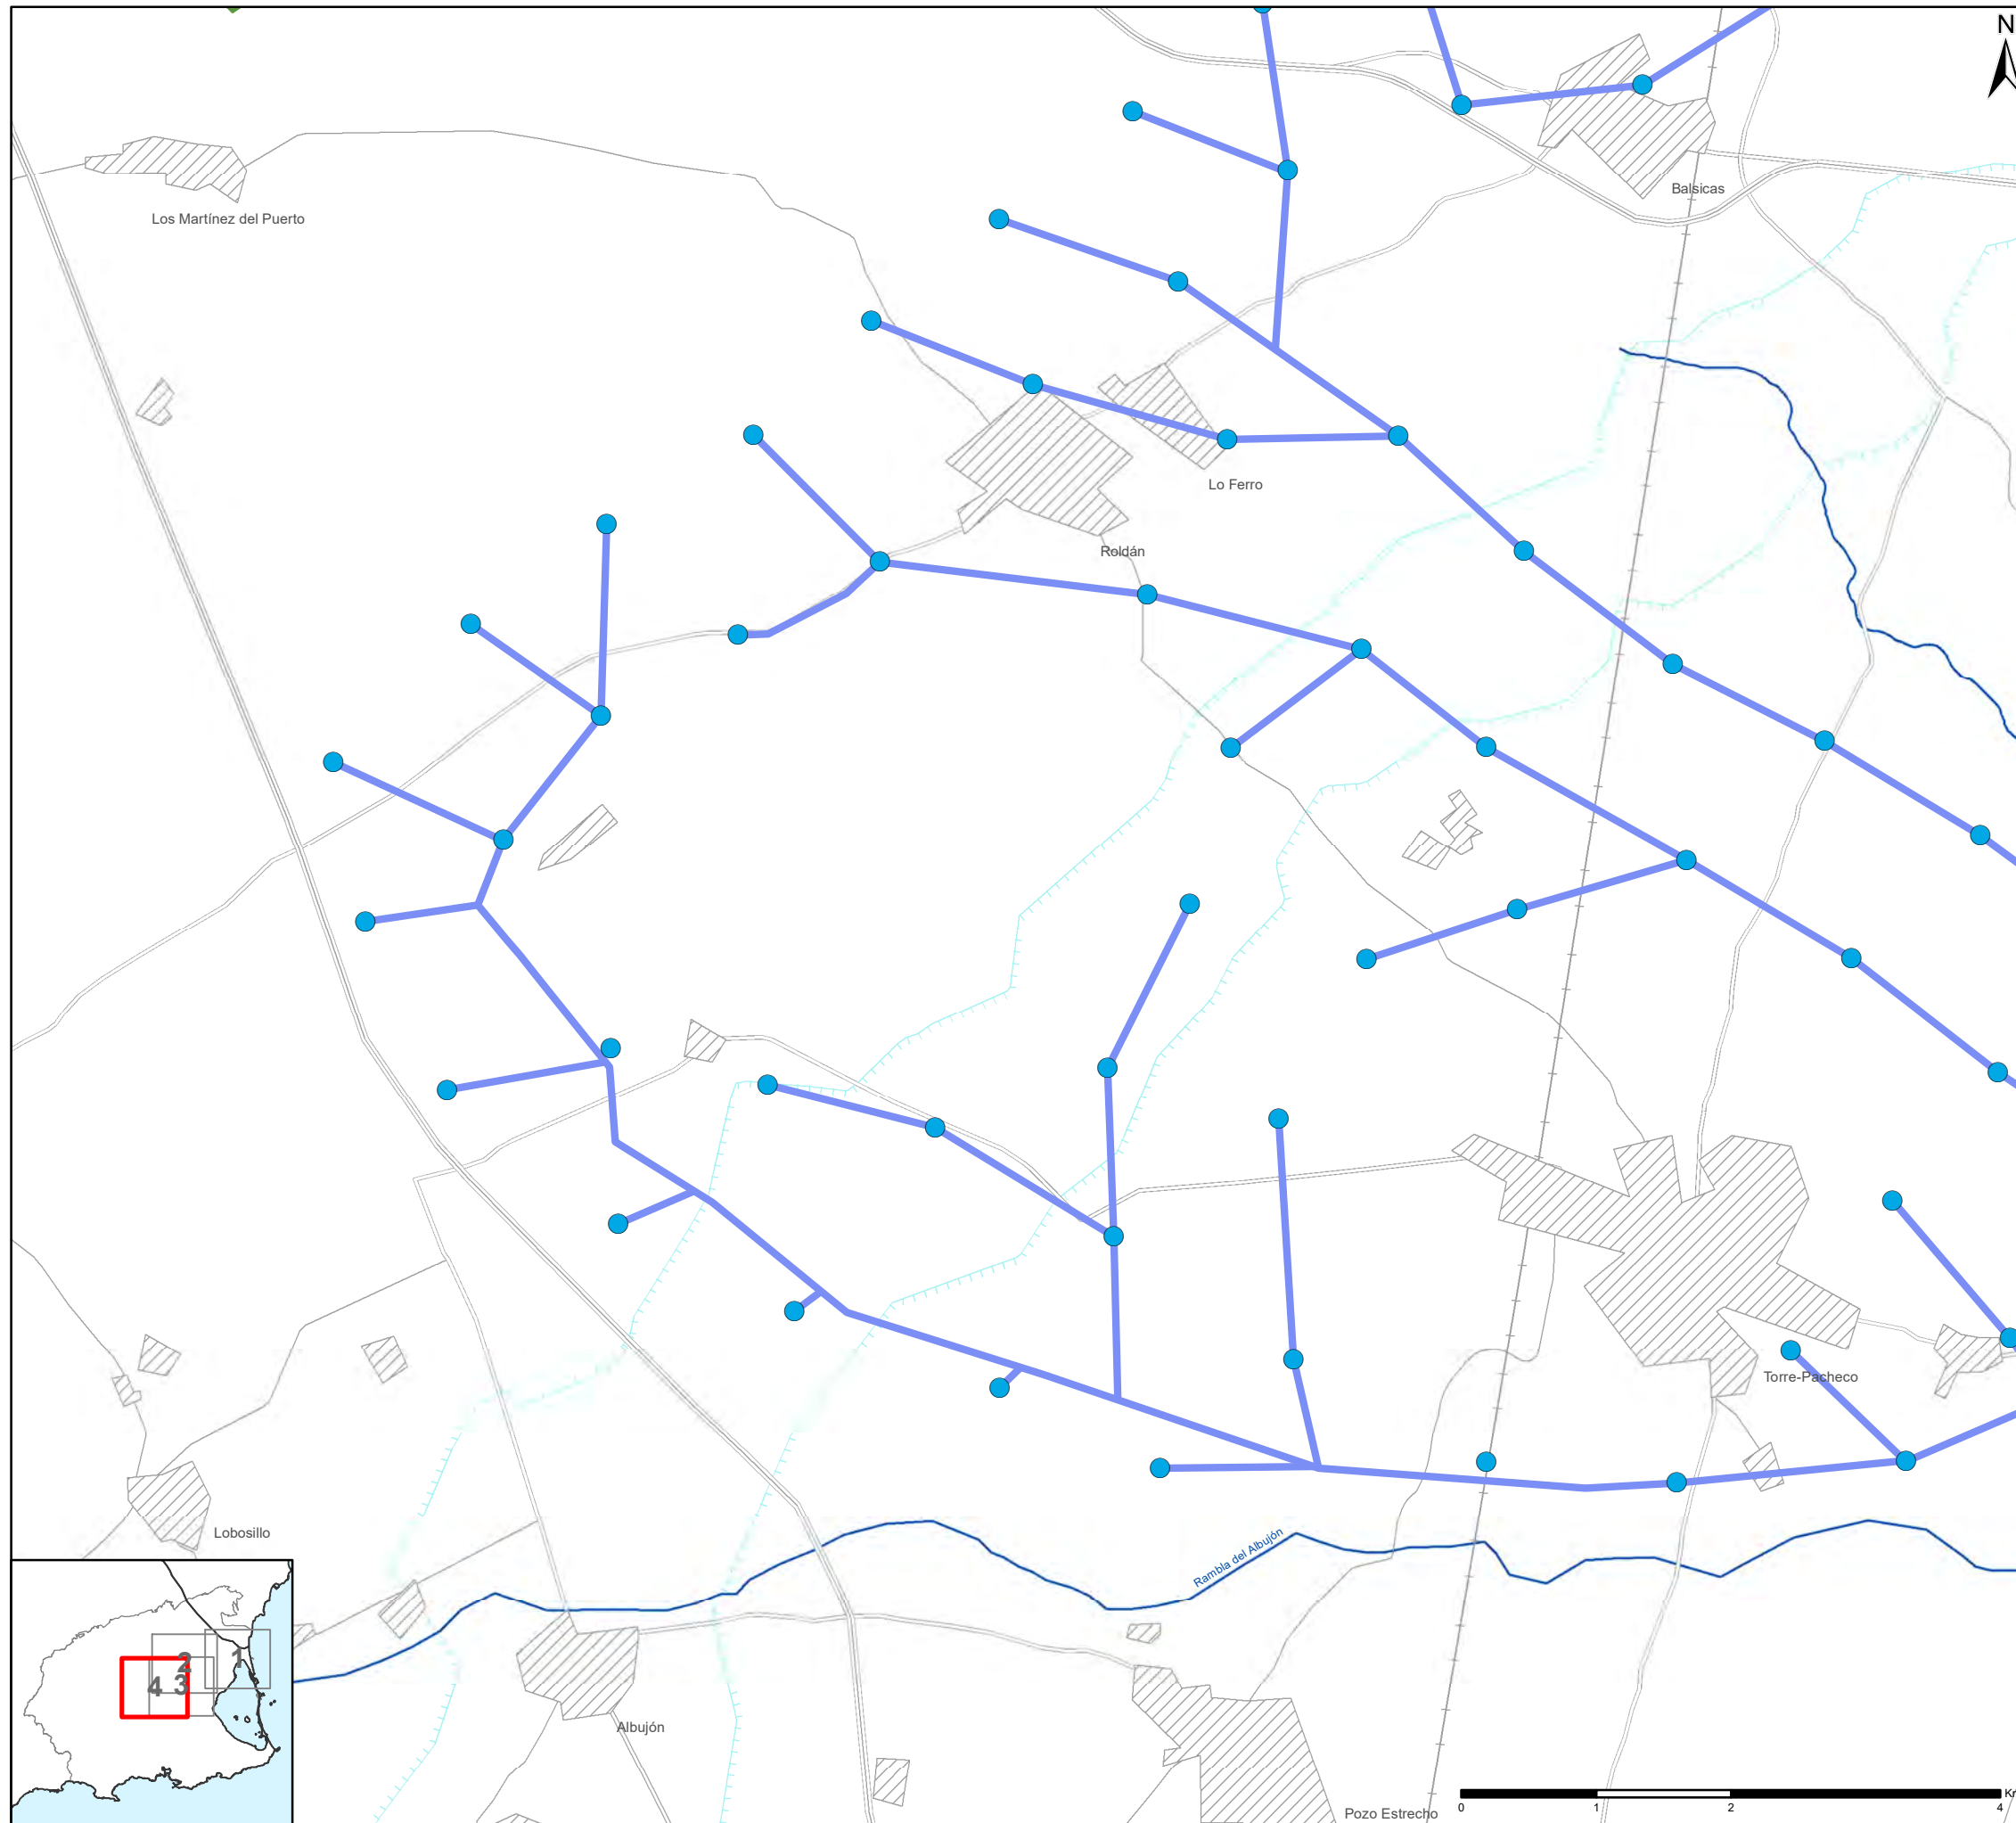 N
Balsicas
Los Martínez del Puerto
Lo Ferro
Roldán
Torre-Pacheco
Lobosillo
Rambla del Albujón
1
2
3
4
Albujón
Pozo Estrecho
0 1 2 4